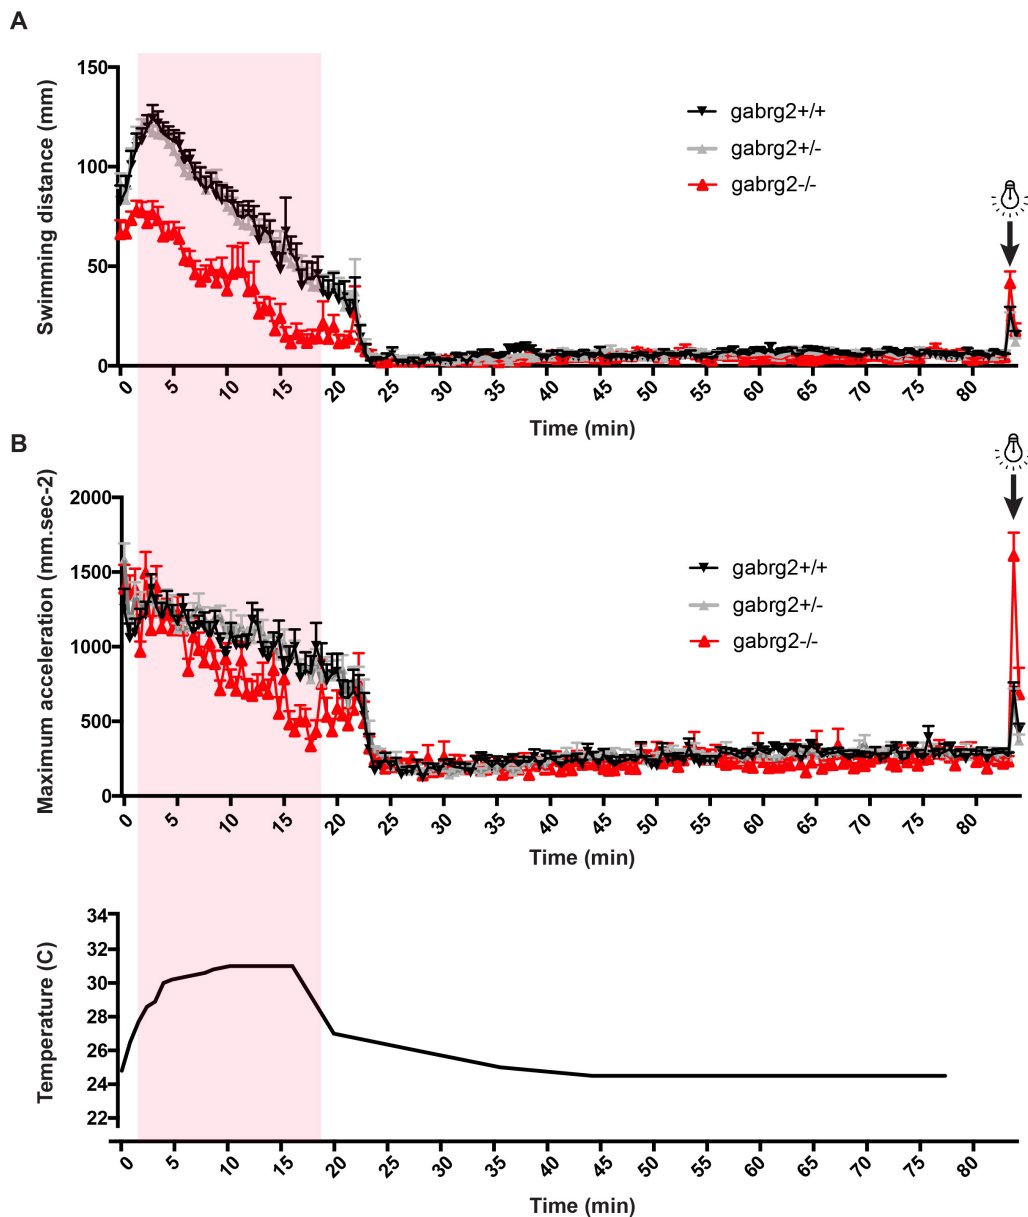 A
Swimming distance (mm)
150
100
50
0
gabrg2+/+
gabrg2+/-
gabrg2-/-
0 5 10 15 20 25 30 35 40 45 50 55 60 65 70 75 80
Time (min)
B
Maximum acceleration (mm.sec-2)
2000
1500
1000
500
0
gabrg2+/+
gabrg2+/-
gabrg2-/-
0 5 10 15 20 25 30 35 40 45 50 55 60 65 70 75 80
Time (min)
Temperature (C)
34
32
30
28
26
24
22
0 5 10 15 20 25 30 35 40 45 50 55 60 65 70 75 80
Time (min)